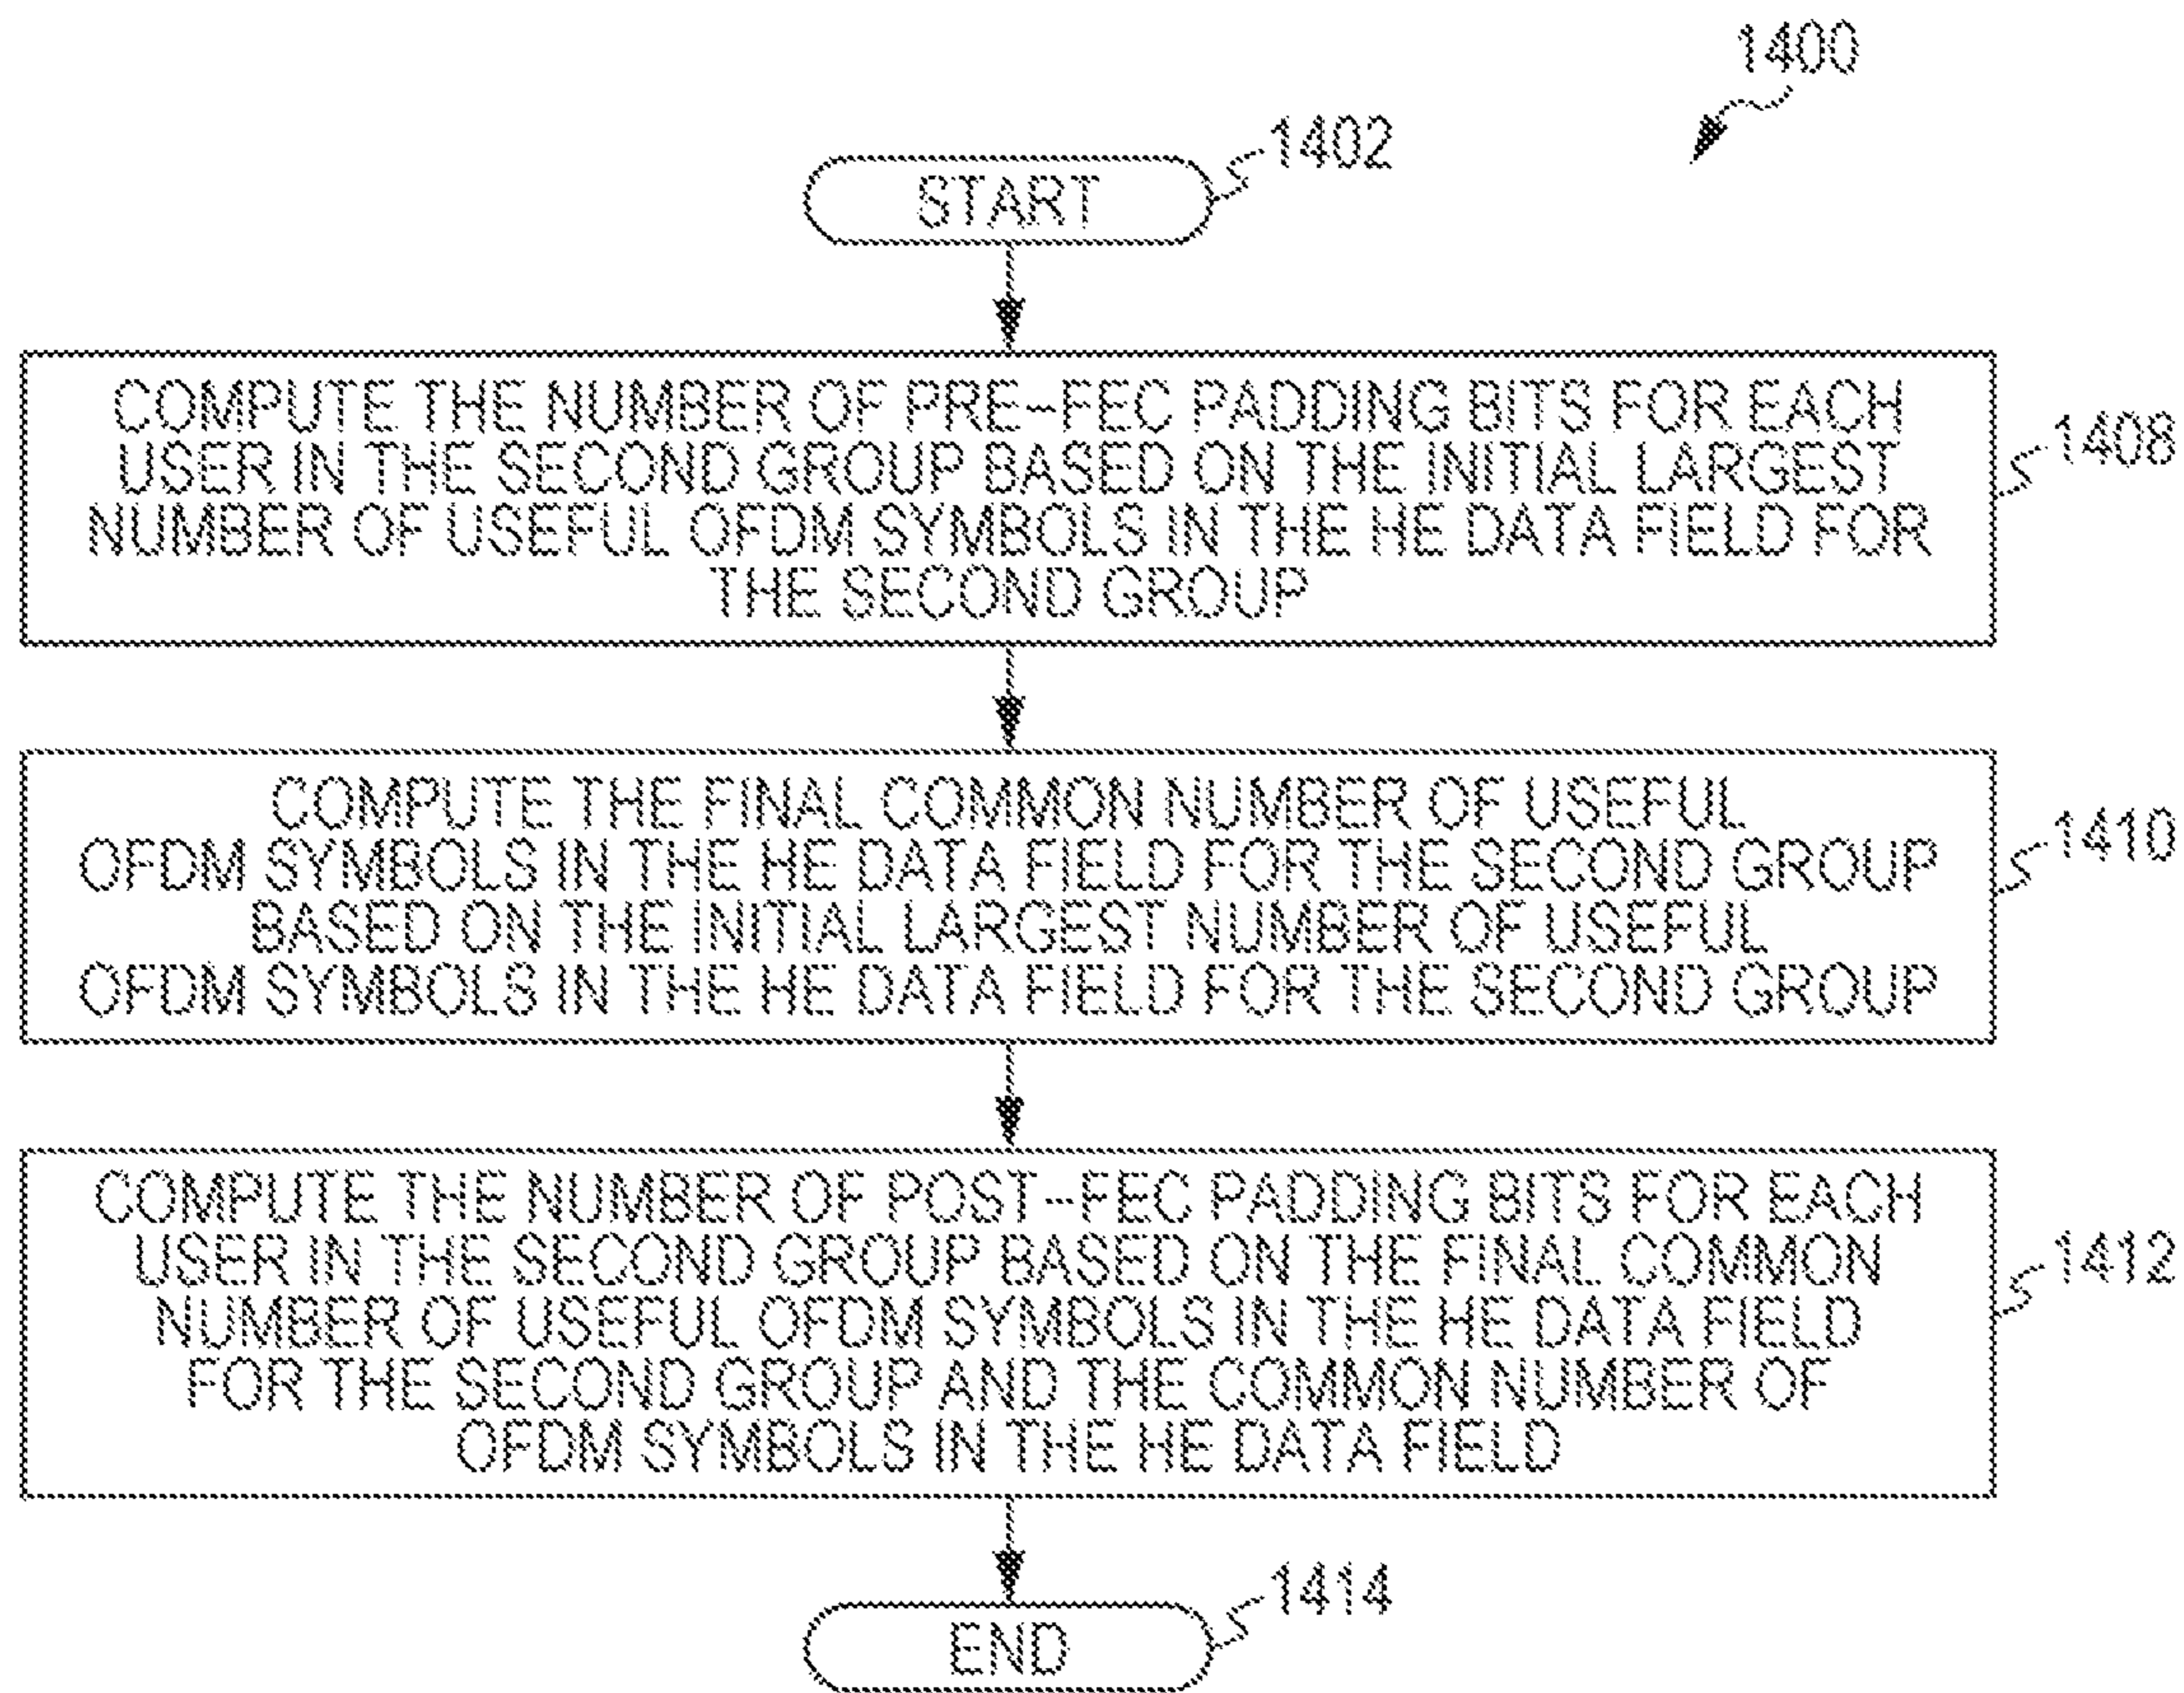 1400
START
1402
COMPUTE THE NUMBER OF PRE-FEC PADDING BITS FOR EACH
USER IN THE SECOND GROUP BASED ON THE INITIAL LARGEST
NUMBER OF USEFUL OFDM SYMBOLS IN THE HE DATA FIELD FOR
THE SECOND GROUP
1408
COMPUTE THE FINAL COMMON NUMBER OF USEFUL
OFDM SYMBOLS IN THE HE DATA FIELD FOR THE SECOND GROUP
BASED ON THE INITIAL LARGEST NUMBER OF USEFUL
OFDM SYMBOLS IN THE HE DATA FIELD FOR THE SECOND GROUP
1410
COMPUTE THE NUMBER OF POST-FEC PADDING BITS FOR EACH
USER IN THE SECOND GROUP BASED ON THE FINAL COMMON
NUMBER OF USEFUL OFDM SYMBOLS IN THE HE DATA FIELD
FOR THE SECOND GROUP AND THE COMMON NUMBER OF
OFDM SYMBOLS IN THE HE DATA FIELD
1412
END
1414